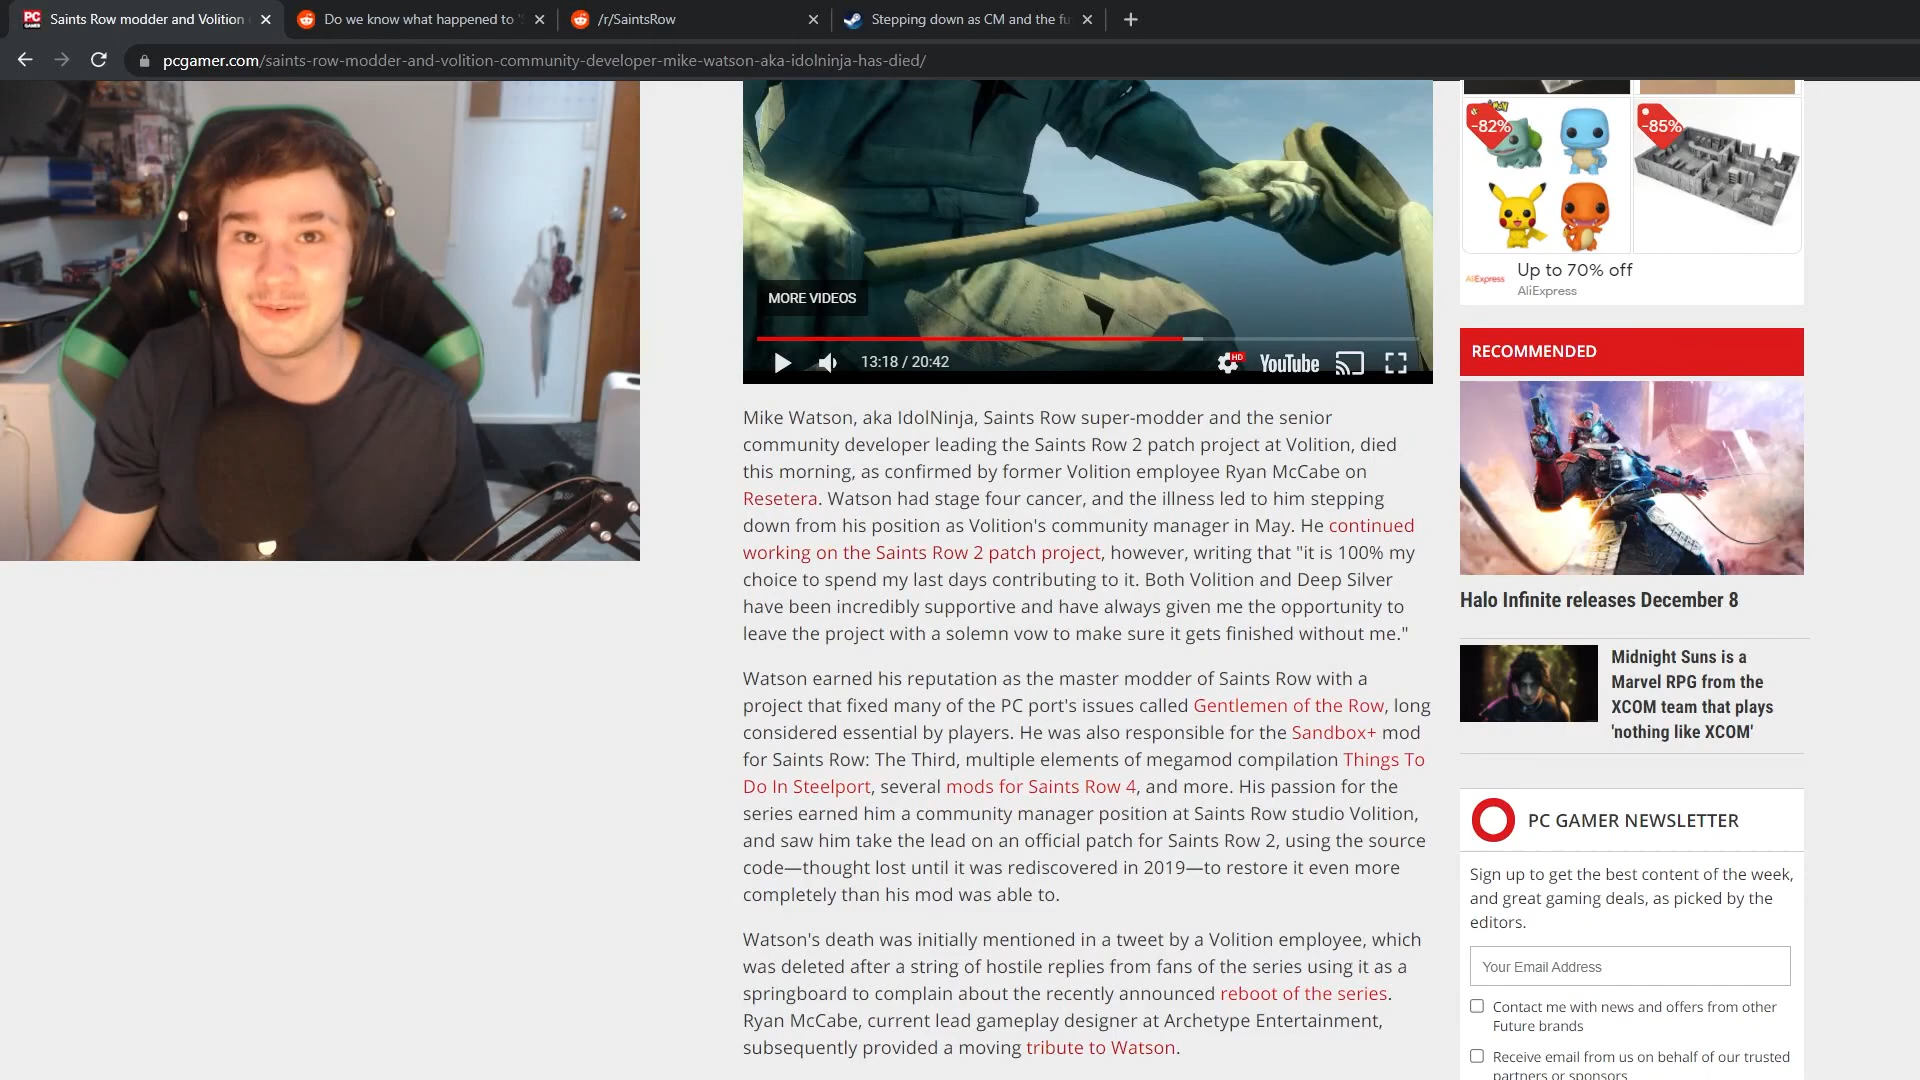 PC GAMER
Saints Row modder and Volition
Do we know what happened to
/r/SaintsRow
Stepping down as CM and the fu
pcgamer.com/saints-row-modder-and-volition-community-developer-mike-watson-aka-idolninja-has-died/
MORE VIDEOS
13:18 / 20:42
HD
YouTube
-82%
-85%
AliExpress
Up to 70% off
AliExpress
RECOMMENDED
Halo Infinite releases December 8
Midnight Suns is a
Marvel RPG from the
XCOM team that plays
'nothing like XCOM'
PC GAMER NEWSLETTER
Sign up to get the best content of the week,
and great gaming deals, as picked by the
editors.
Your Email Address
Contact me with news and offers from other
Future brands
Receive email from us on behalf of our trusted
partners or sponsors
Mike Watson, aka IdolNinja, Saints Row super-modder and the senior
community developer leading the Saints Row 2 patch project at Volition, died
this morning, as confirmed by former Volition employee Ryan McCabe on
Resetera. Watson had stage four cancer, and the illness led to him stepping
down from his position as Volition's community manager in May. He continued
working on the Saints Row 2 patch project, however, writing that "it is 100% my
choice to spend my last days contributing to it. Both Volition and Deep Silver
have been incredibly supportive and have always given me the opportunity to
leave the project with a solemn vow to make sure it gets finished without me."
Watson earned his reputation as the master modder of Saints Row with a
project that fixed many of the PC port's issues called Gentlemen of the Row, long
considered essential by players. He was also responsible for the Sandbox+ mod
for Saints Row: The Third, multiple elements of megamod compilation Things To
Do In Steelport, several mods for Saints Row 4, and more. His passion for the
series earned him a community manager position at Saints Row studio Volition,
and saw him take the lead on an official patch for Saints Row 2, using the source
code—thought lost until it was rediscovered in 2019—to restore it even more
completely than his mod was able to.
Watson's death was initially mentioned in a tweet by a Volition employee, which
was deleted after a string of hostile replies from fans of the series using it as a
springboard to complain about the recently announced reboot of the series.
Ryan McCabe, current lead gameplay designer at Archetype Entertainment,
subsequently provided a moving tribute to Watson.